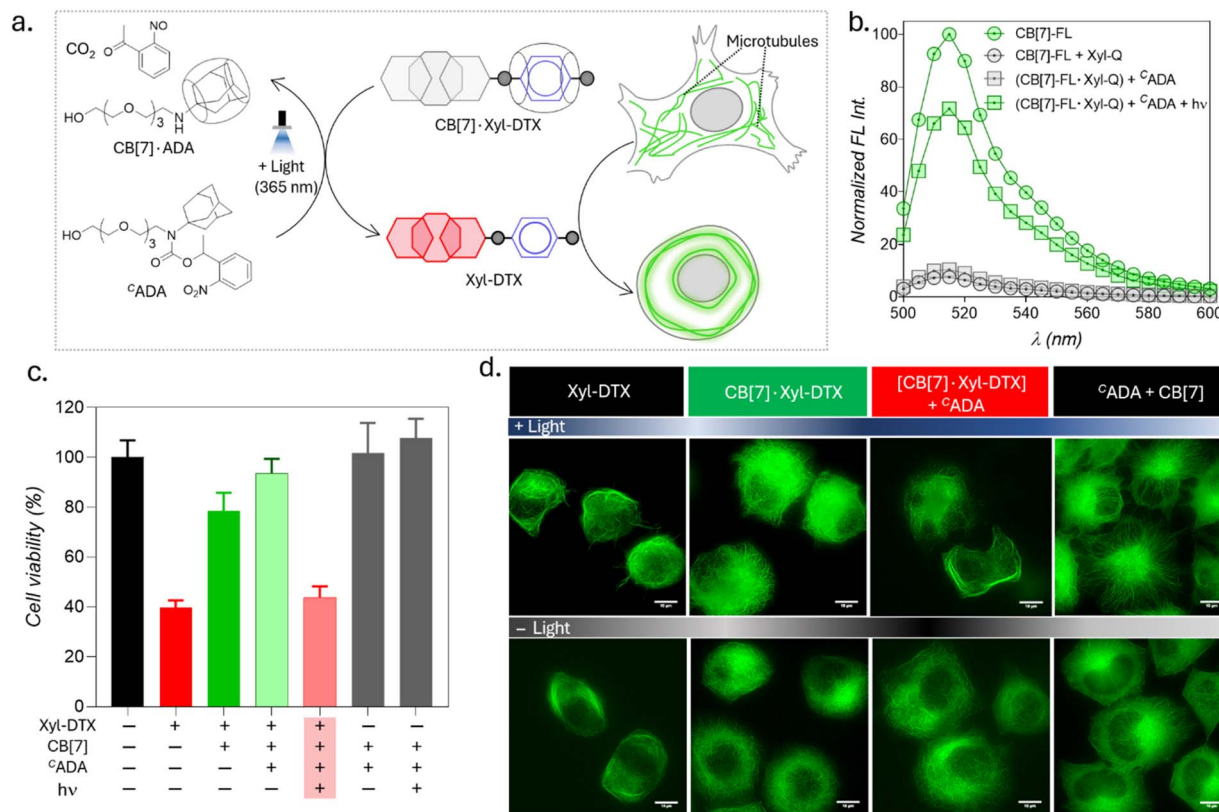 a.
NO
O
CO₂
HO
O
3
N
H
CB[7]·ADA
+ Light
(365 nm)
HO
O
3
N
O
O
O₂N
ᶜADA
CB[7]·Xyl-DTX
Xyl-DTX
Microtubules
b.
Normalized FL Int.
100
80
60
40
20
0
500
520
540
560
580
600
λ (nm)
CB[7]-FL
CB[7]-FL + Xyl-Q
(CB[7]-FL·Xyl-Q) + ᶜADA
(CB[7]-FL·Xyl-Q) + ᶜADA + hν
c.
Cell viability (%)
120
100
80
60
40
20
0
Xyl-DTX – + + + + – –
CB[7] – – + + + + +
ᶜADA – – – + + + +
hν – – – – + – +
d.
Xyl-DTX
CB[7]·Xyl-DTX
[CB[7]·Xyl-DTX]
+ ᶜADA
ᶜADA + CB[7]
+ Light
– Light